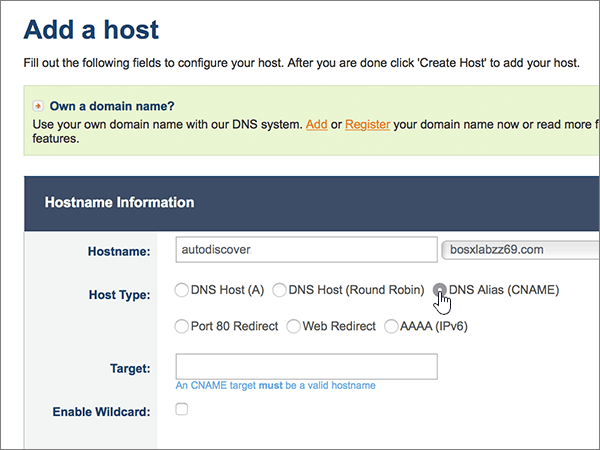 Add a host
Fill out the following fields to configure your host. After you are done click 'Create Host' to add your host.
Own a domain name?
Use your own domain name with our DNS system. Add or Register your domain name now or read more f
features.
Hostname Information
Hostname: autodiscover bosxlabzz69.com
Host Type: DNS Host (A) DNS Host (Round Robin) DNS Alias (CNAME)
Port 80 Redirect Web Redirect AAAA (IPv6)
Target:
An CNAME target must be a valid hostname
Enable Wildcard: